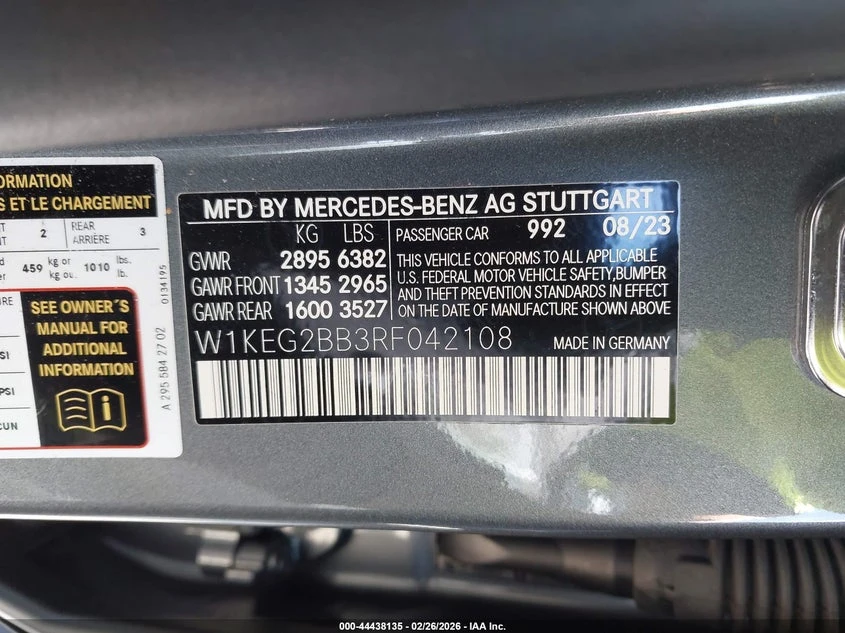 ORMATION
S ET LE CHARGEMENT
2
REAR
ARRIÈRE
3
459
kg or
kg ou.
1010
lbs.
lb.
0134195
SEE OWNER'S
MANUAL FOR
ADDITIONAL
INFORMATION
PSI
A 295 584 27 02
MFD BY MERCEDES-BENZ AG STUTTGART
KG LBS
PASSENGER CAR 992 08/23
GVWR 2895 6382
GAWR FRONT 1345 2965
GAWR REAR 1600 3527
THIS VEHICLE CONFORMS TO ALL APPLICABLE
U.S. FEDERAL MOTOR VEHICLE SAFETY,BUMPER
AND THEFT PREVENTION STANDARDS IN EFFECT
ON THE DATE OF MANUFACTURE SHOWN ABOVE
W1KEG2BB3RF042108
MADE IN GERMANY
000-44438135 - 02/26/2026 - IAA Inc.